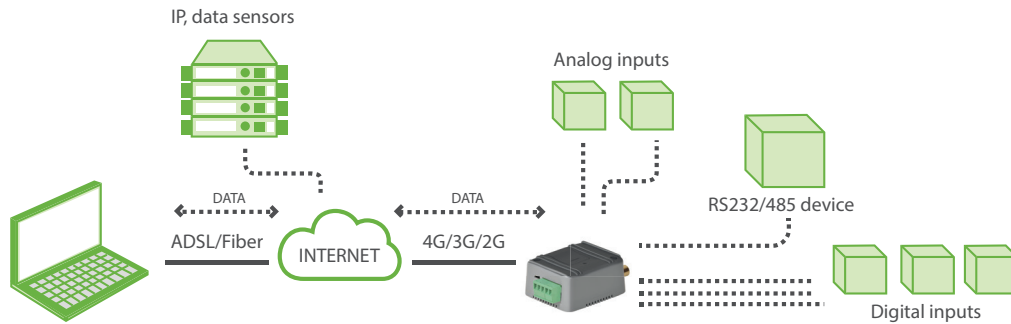 IP, data sensors
Analog inputs
DATA
DATA
RS232/485 device
ADSL/Fiber
INTERNET
4G/3G/2G
Digital inputs